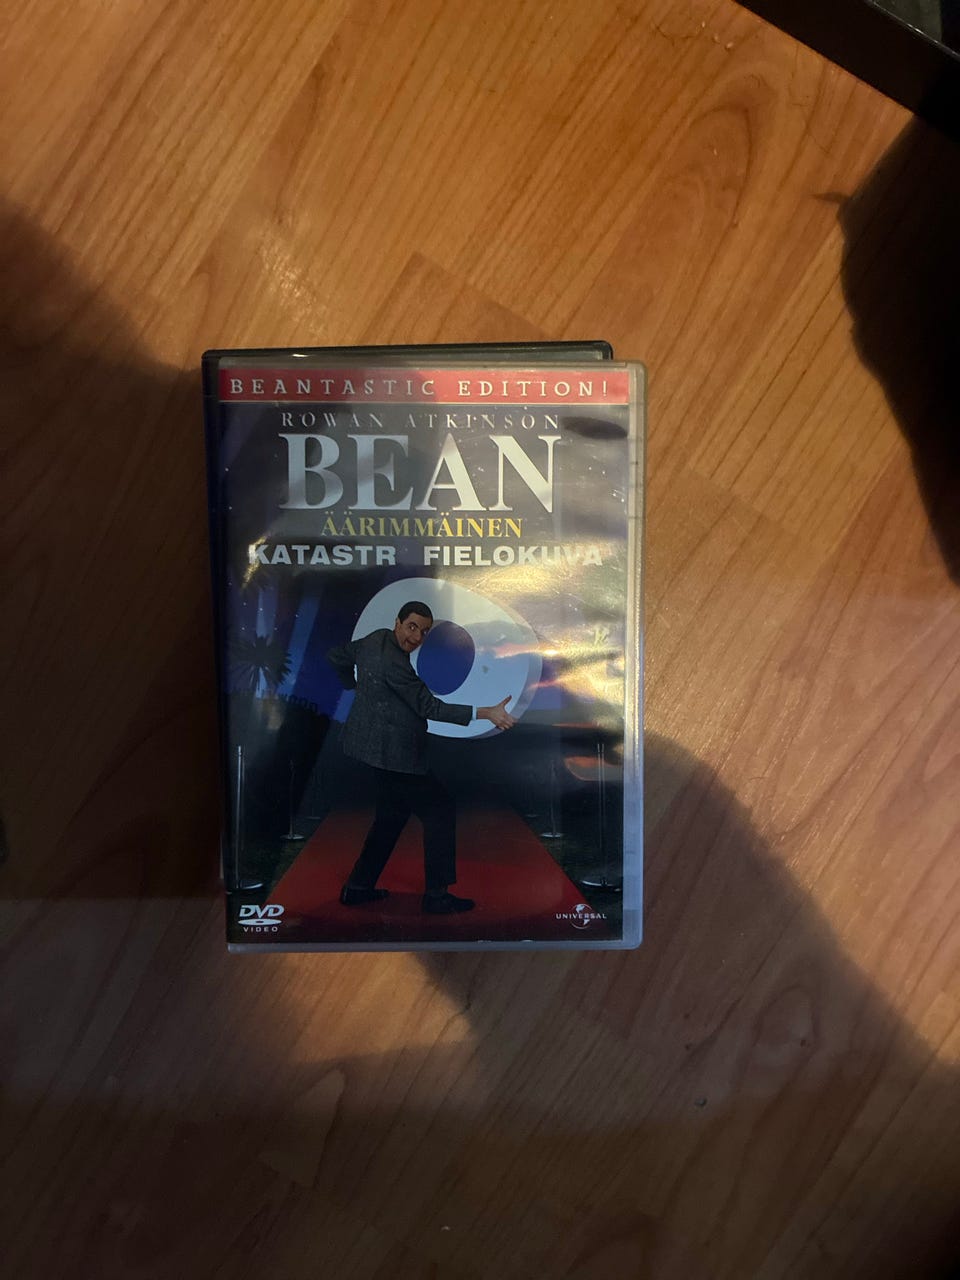 BEANTASTIC EDITION!
ROWAN ATKINSON
BEAN
ÄÄRIMMÄINEN
KATASTR FIELOKUVA
DVD
VIDEO
UNIVERSAL